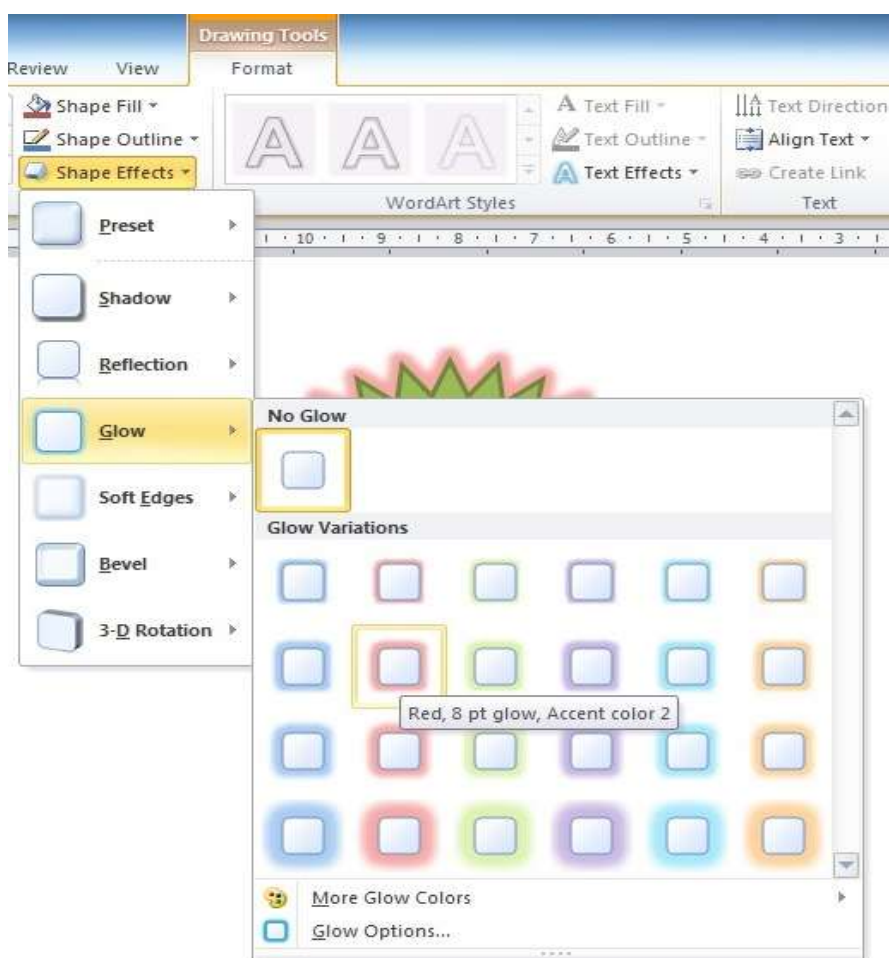 Drawing Tools
Review View Format
Shape Fill
Shape Outline
Shape Effects
A A A
Text Fill
Text Outline
Text Effects
WordArt Styles
Text Direction
Align Text
Create Link
Text
10 9 8 7 6 5 4 3
Preset
Shadow
Reflection
Glow
Soft Edges
Bevel
3-D Rotation
No Glow
Glow Variations
Red, 8 pt glow, Accent color 2
More Glow Colors
Glow Options...